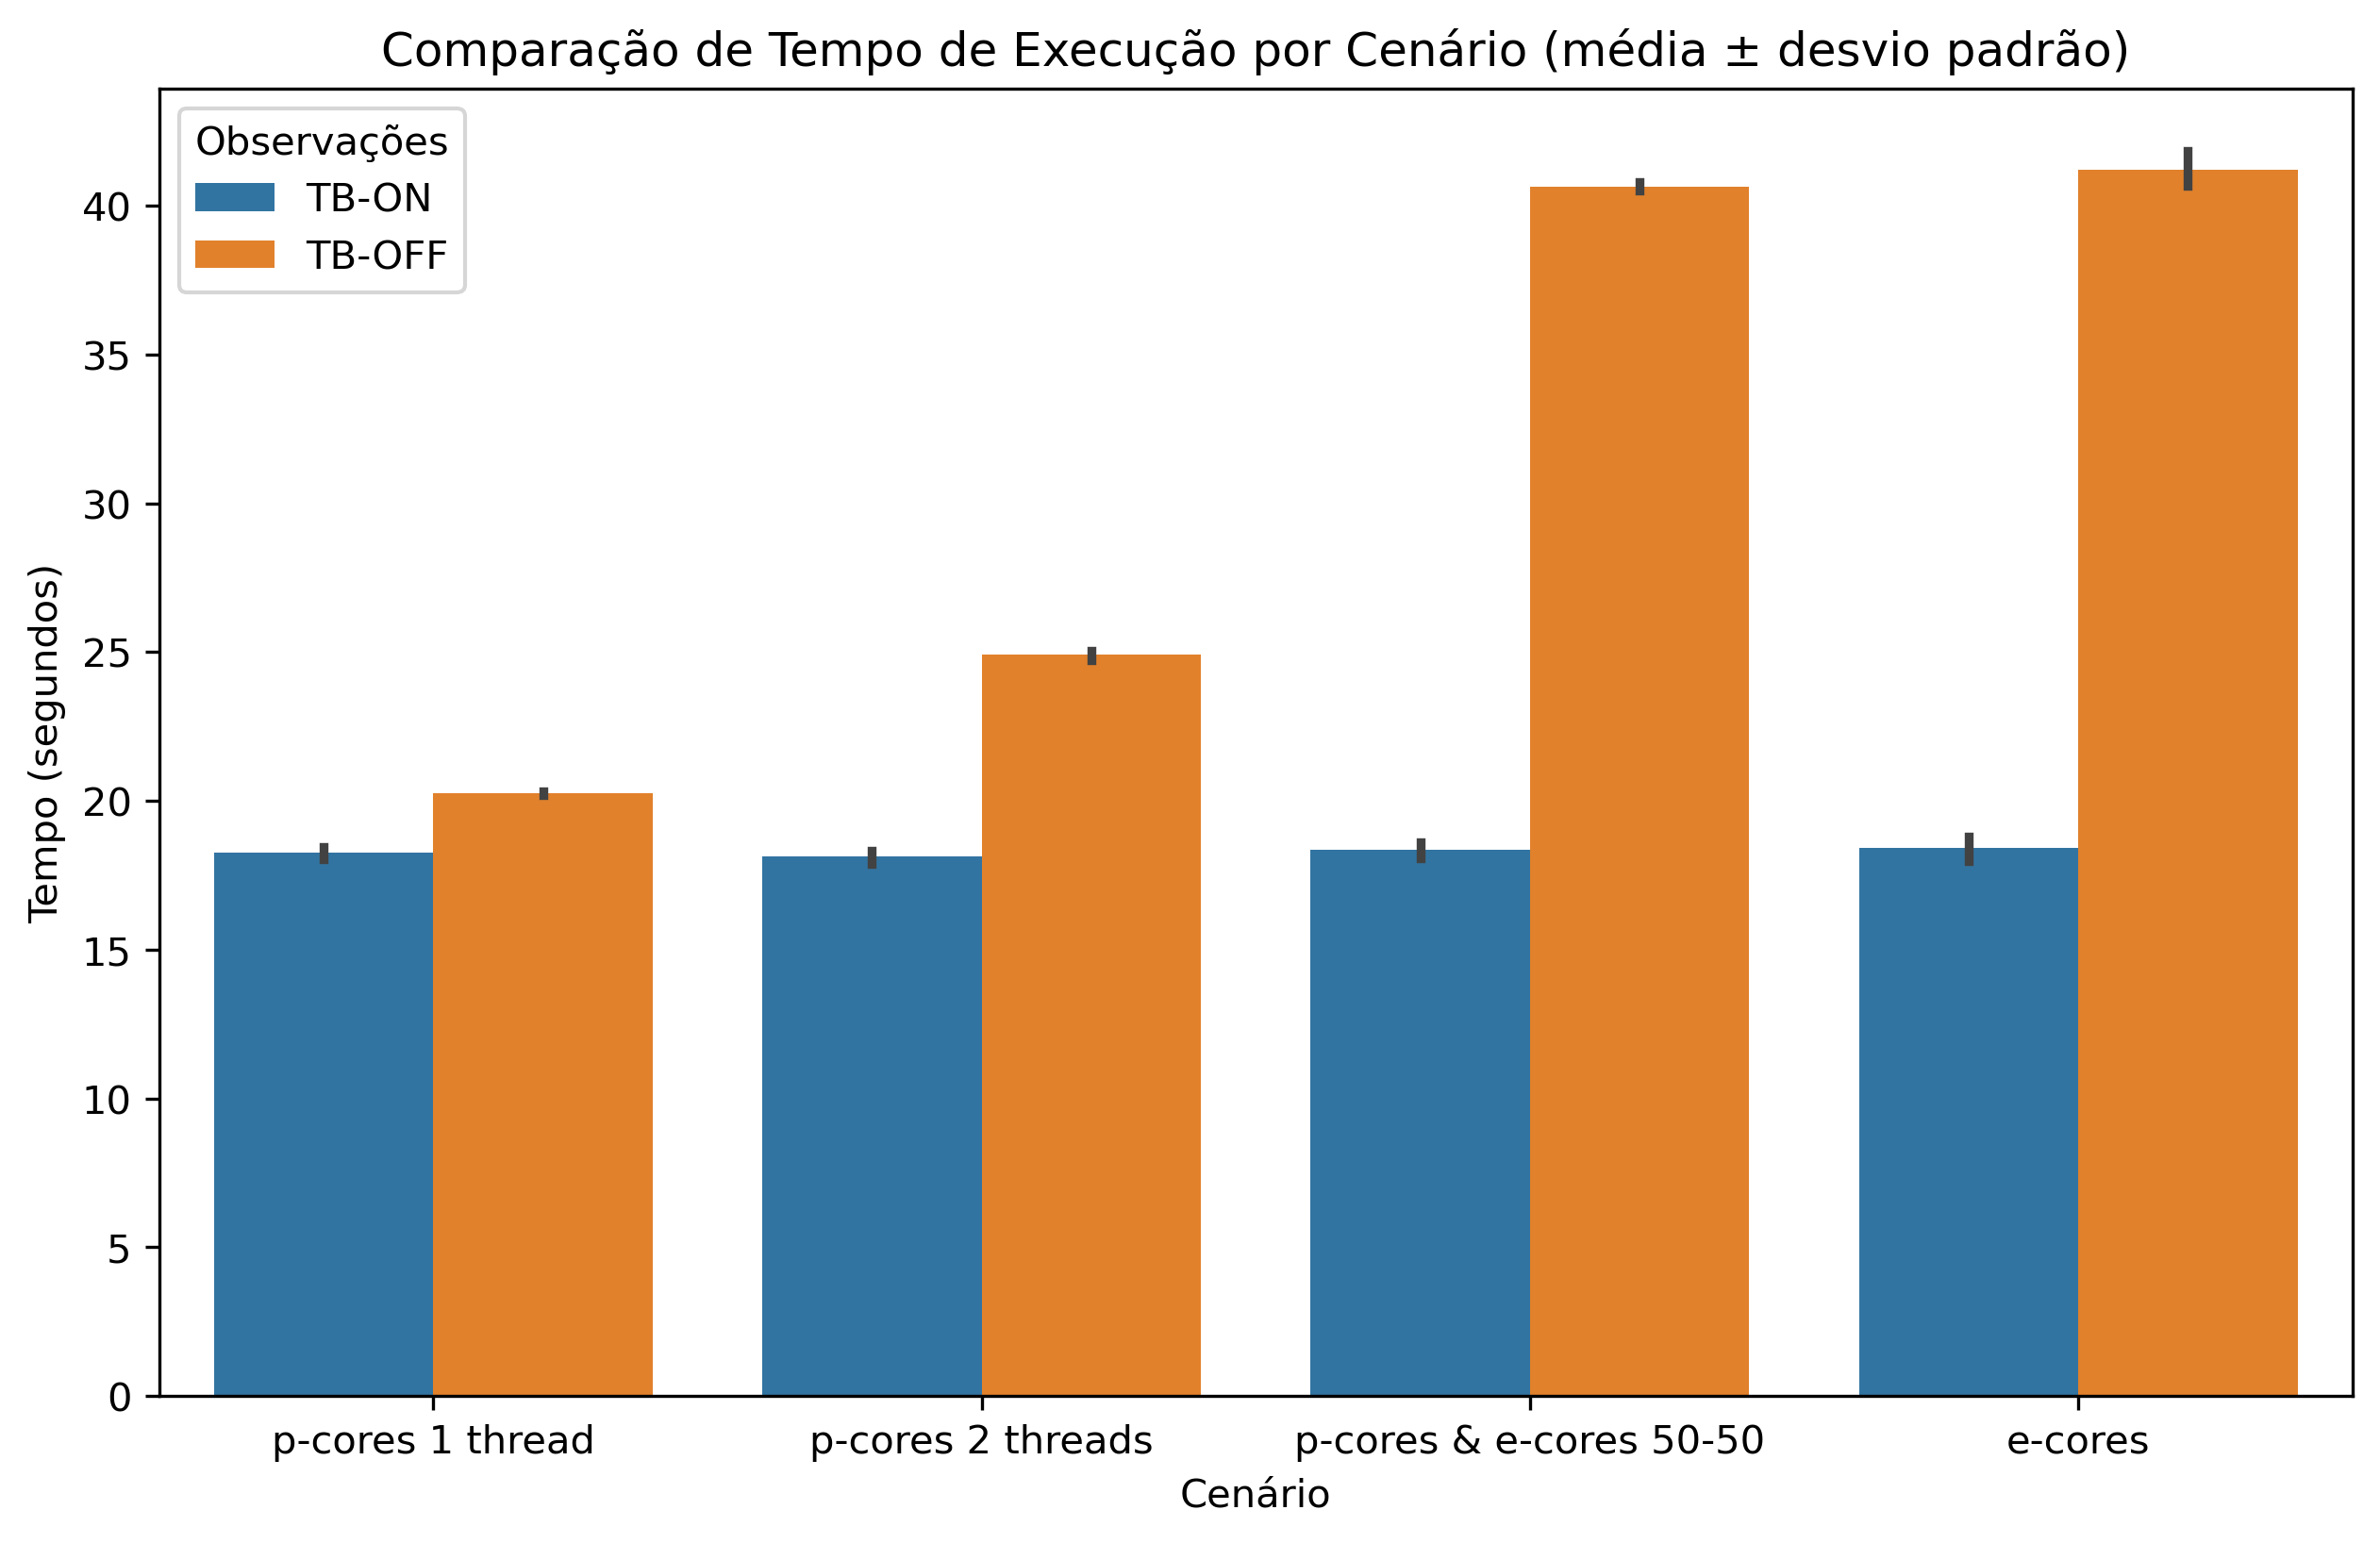 Comparação de Tempo de Execução por Cenário (média ± desvio padrão)
Observações
TB-ON
TB-OFF
Tempo (segundos)
40
35
30
25
20
15
10
5
0
p-cores 1 thread
p-cores 2 threads
p-cores & e-cores 50-50
e-cores
Cenário